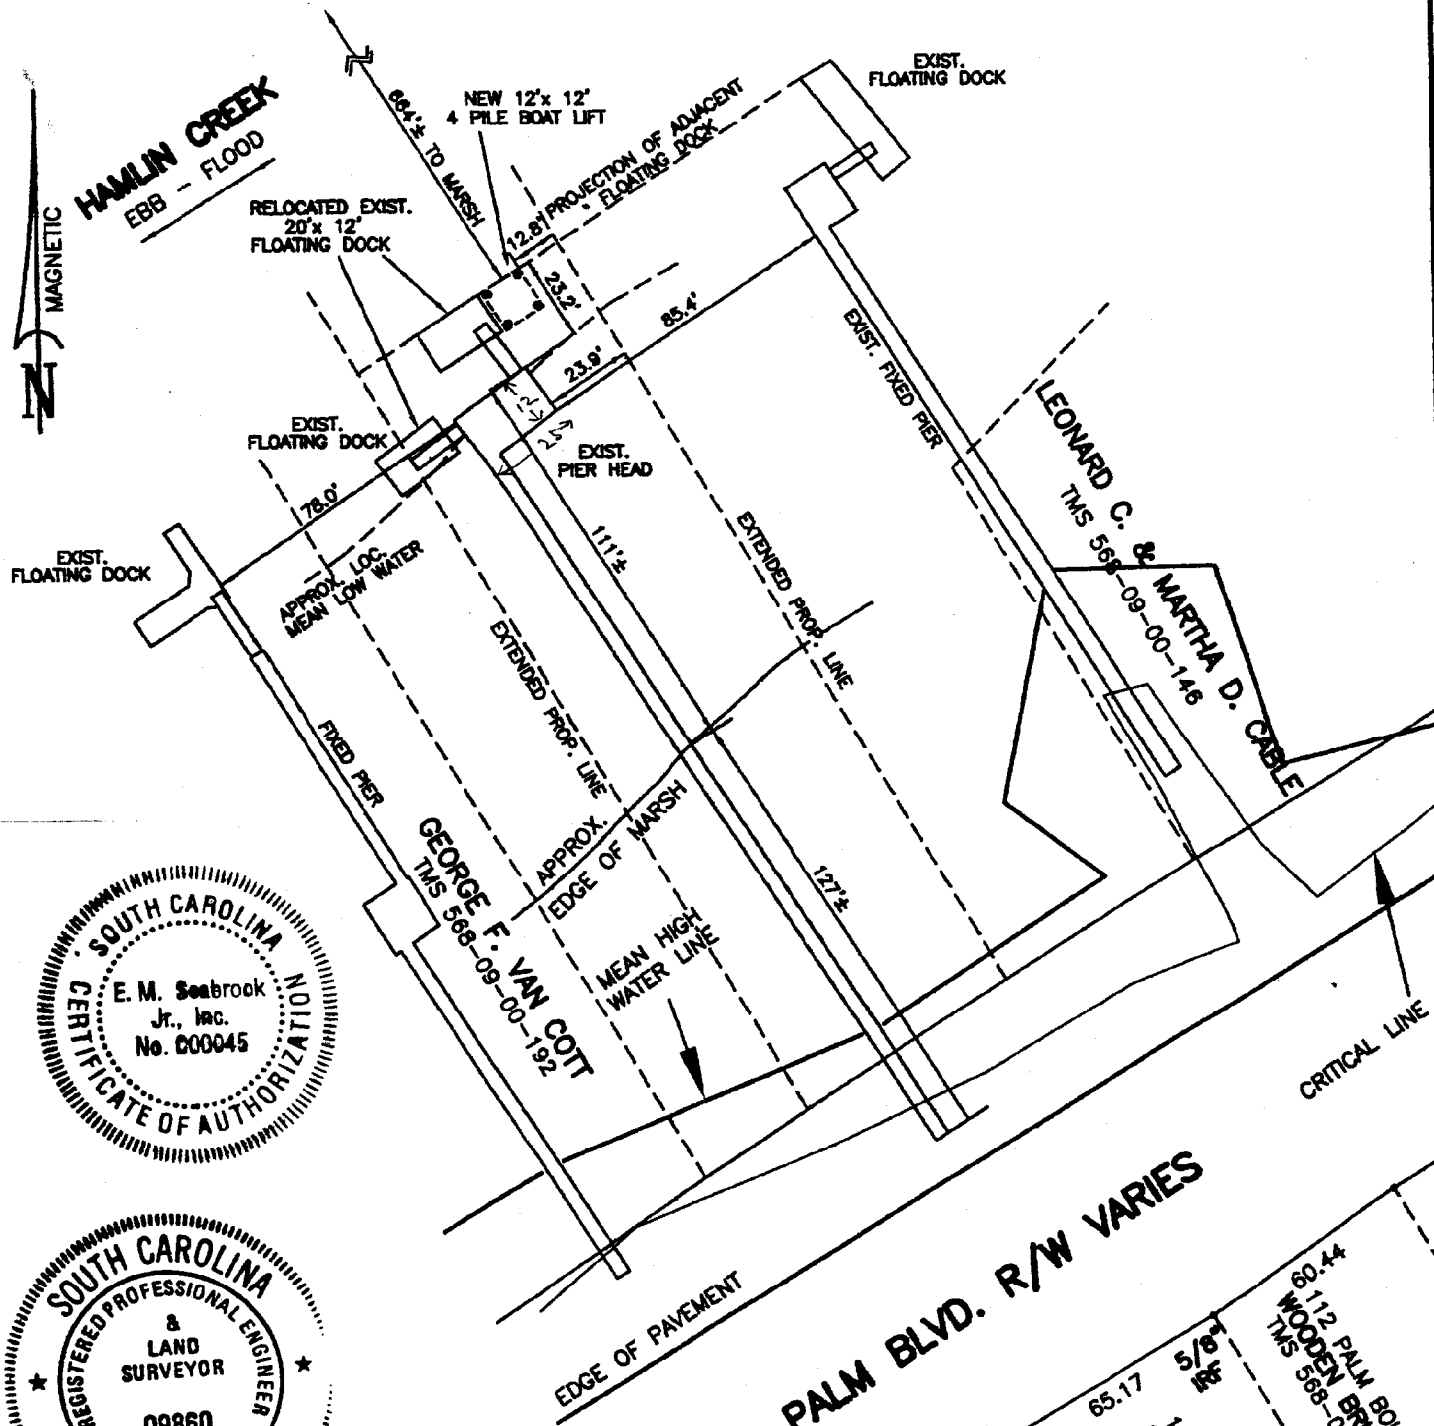 HAMLIN CREEK
EBB - FLOOD
MAGNETIC
N
664'± TO MARSH
NEW 12'x 12'
4 PILE BOAT LIFT
EXIST.
FLOATING DOCK
PROJECTION OF ADJACENT
FLOATING DOCK
RELOCATED EXIST.
20'x 12'
FLOATING DOCK
12.8'
23.2'
85.4'
23.9'
EXIST.
FLOATING DOCK
EXIST.
PIER HEAD
EXIST. FIXED PIER
LEONARD C. & MARTHA D. CABLE
TMS 568-09-00-146
78.0'
EXIST.
FLOATING DOCK
APPROX. LOC.
MEAN LOW WATER
111'±
EXTENDED PROP. LINE
EXTENDED PROP. LINE
FIXED PIER
GEORGE F. VAN COTT
TMS 568-09-00-192
APPROX.
EDGE OF MARSH
127'±
MEAN HIGH
WATER LINE
CRITICAL LINE
SOUTH CAROLINA
CERTIFICATE OF AUTHORIZATION
E. M. Seabrook
Jr., Inc.
No. C00045
SOUTH CAROLINA
REGISTERED PROFESSIONAL ENGINEER
&
LAND
SURVEYOR
09860
EDGE OF PAVEMENT
PALM BLVD. R/W VARIES
65.17
5/8"
IRF
60.44
112 PALM BO
WOODEN BR
TMS 568-0